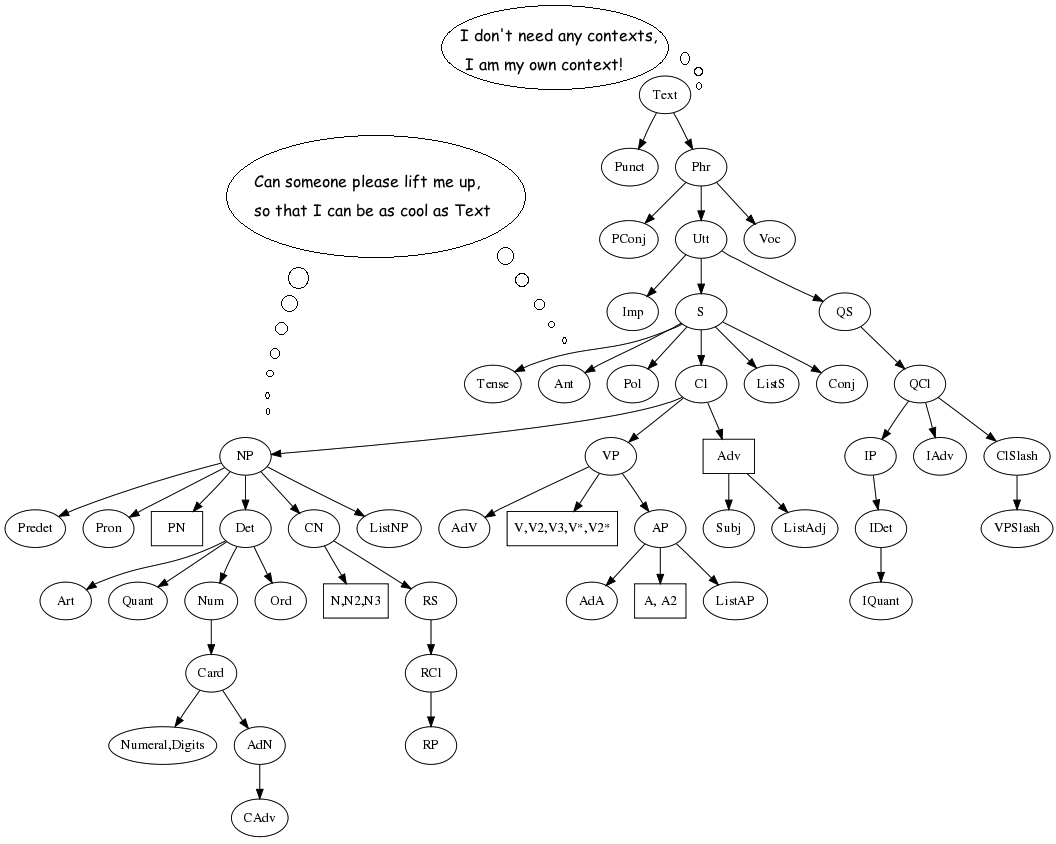 I don't need any contexts,
I am my own context!
Text
Punct Phr
Can someone please lift me up,
so that I can be as cool as Text
PConj Utt Voc
Imp S QS
Tense Ant Pol Cl ListS Conj QCl
NP VP Adv IP IAdv ClSlash
Predet Pron PN Det CN ListNP AdV V,V2,V3,V*,V2* AP Subj ListAdj IDet VPSlash
Art Quant Num Ord N,N2,N3 RS AdA A, A2 ListAP IQuant
Card RCl
Numeral,Digits AdN RP
CAdv